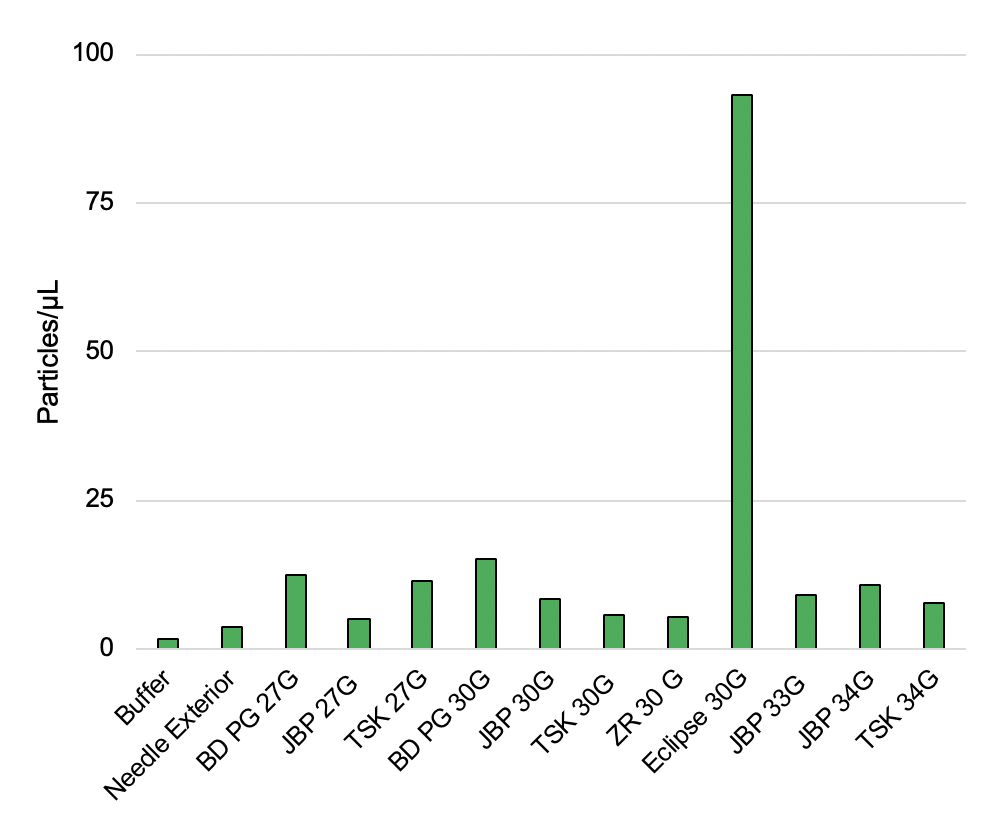 100
75
50
25
0
Particles/µL
Buffer
Needle Exterior
BD PG 27G
JBP 27G
TSK 27G
BD PG 30G
JBP 30G
TSK 30G
ZR 30 G
Eclipse 30G
JBP 33G
JBP 34G
TSK 34G